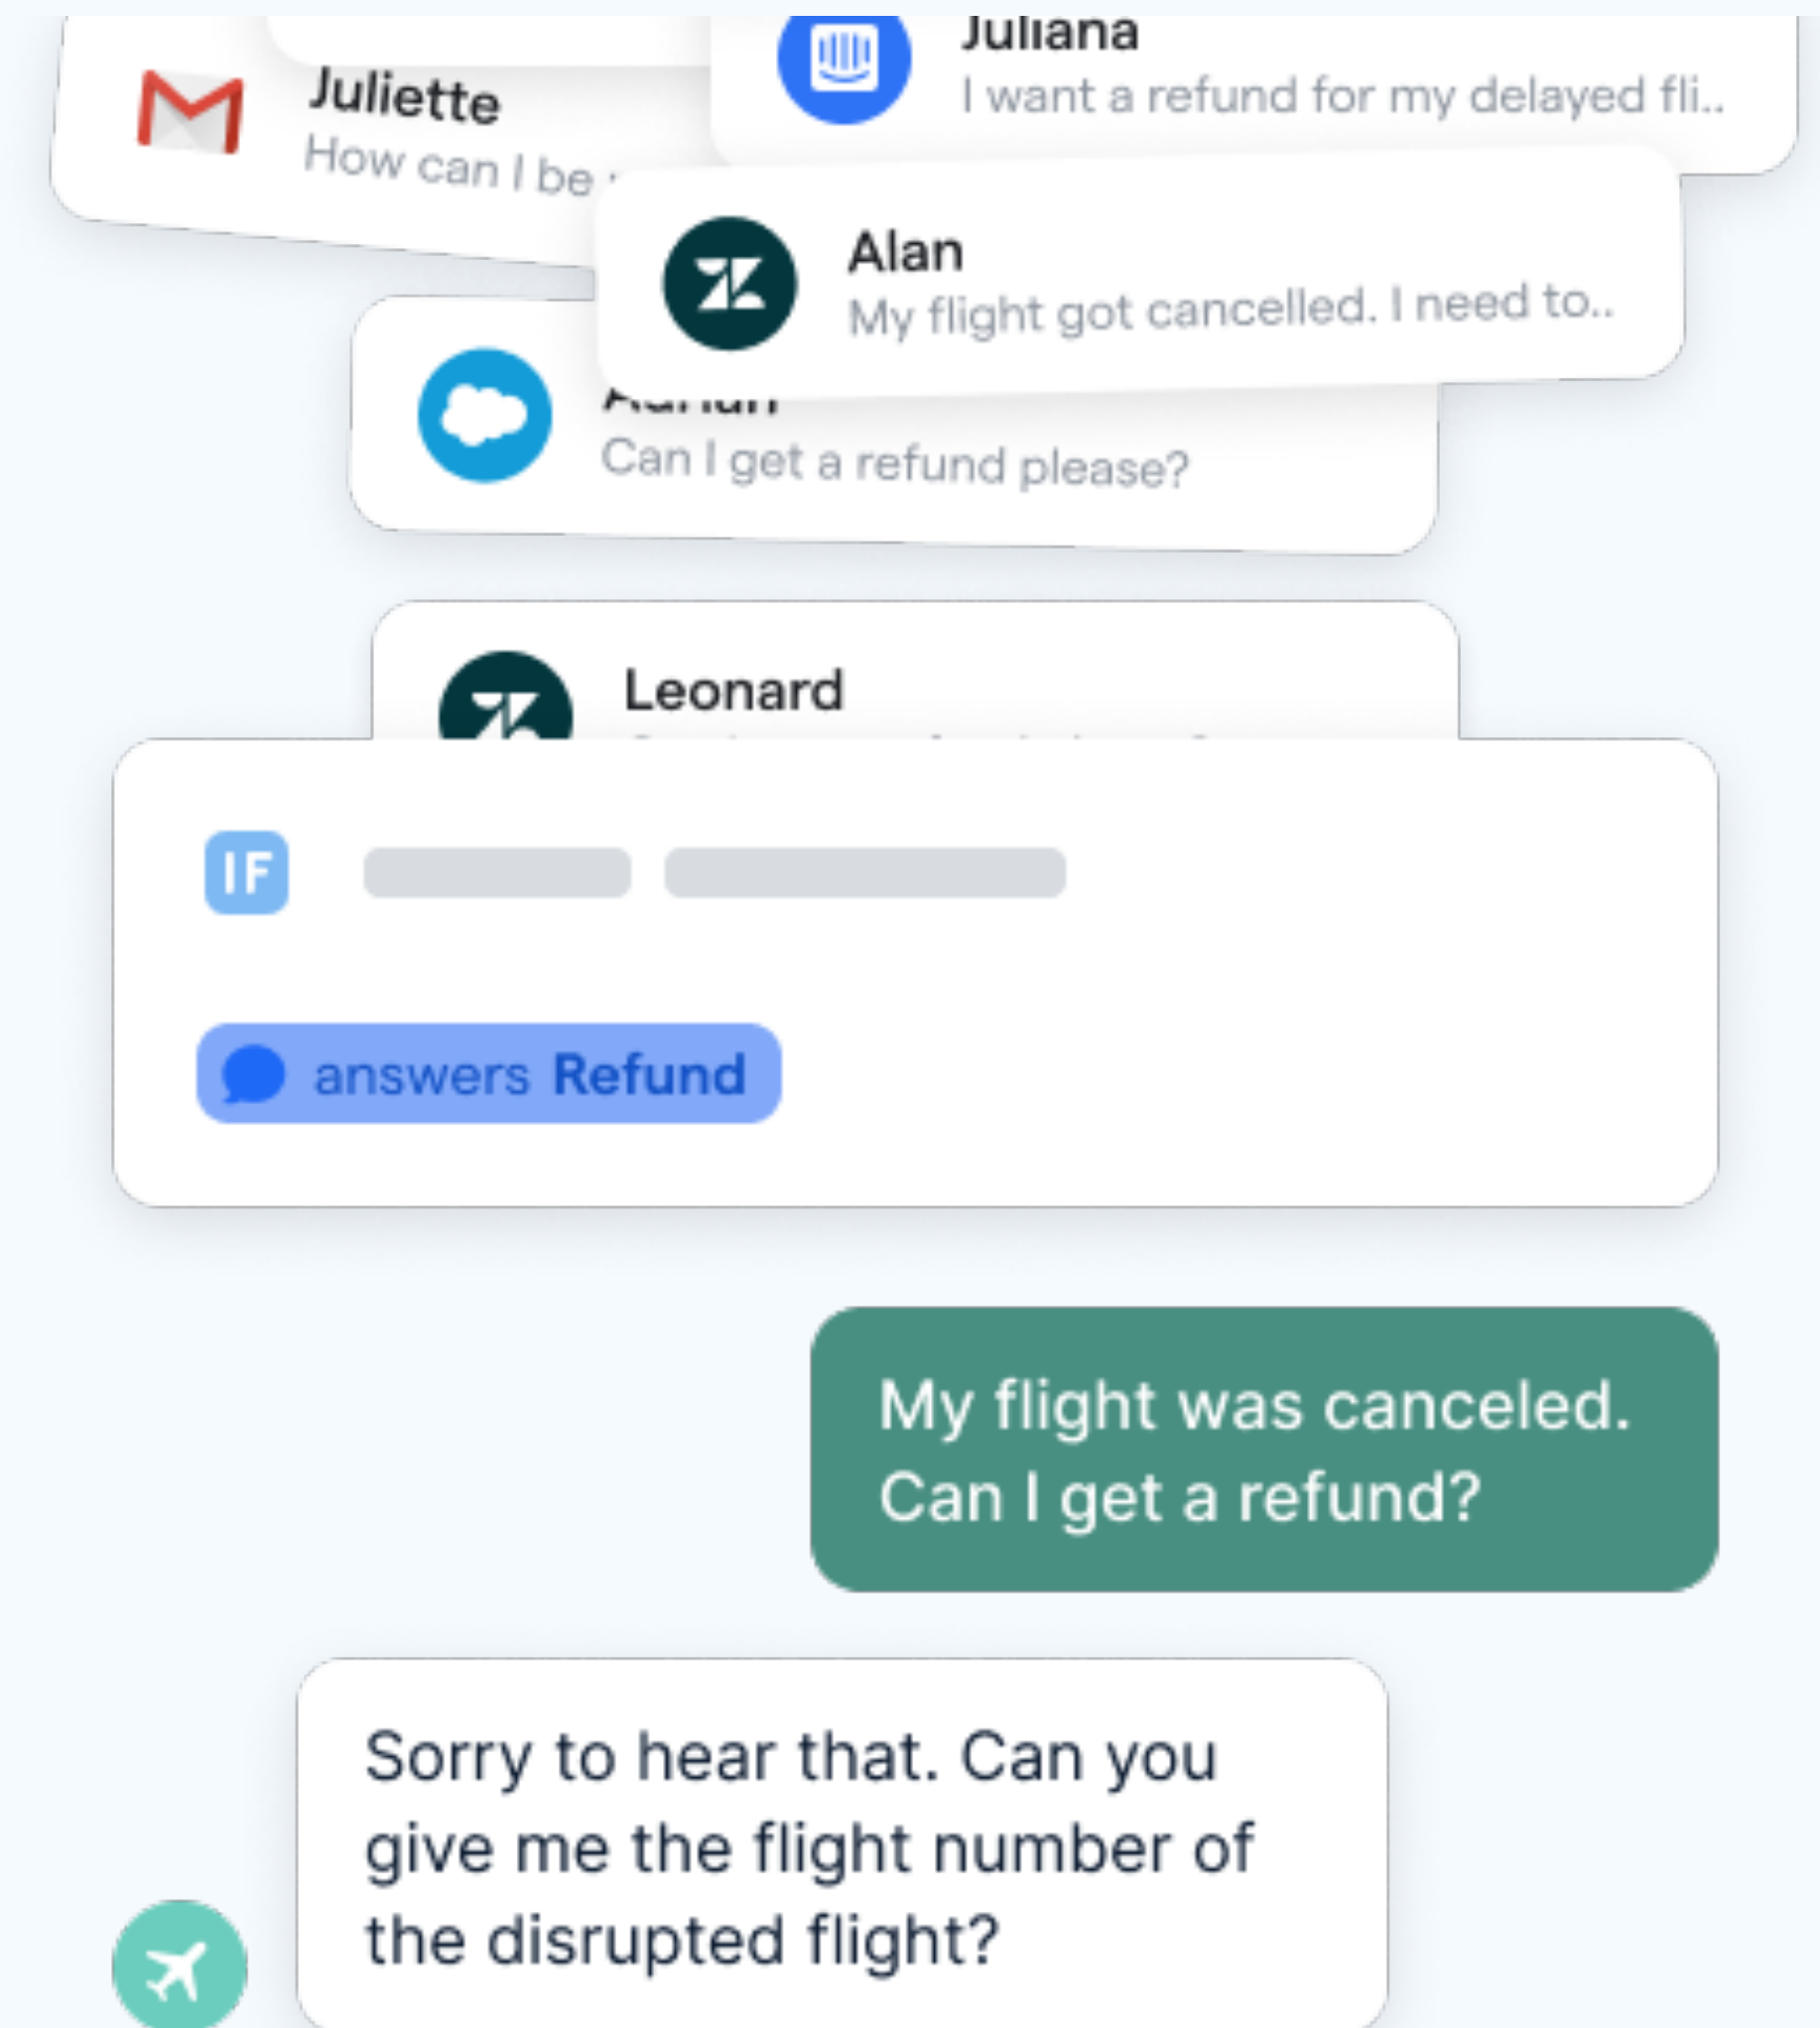 Juliana
I want a refund for my delayed fli..
Juliette
How can I be
Alan
My flight got cancelled. I need to..
Can I get a refund please?
Leonard
IF
answers Refund
My flight was canceled.
Can I get a refund?
Sorry to hear that. Can you
give me the flight number of
the disrupted flight?